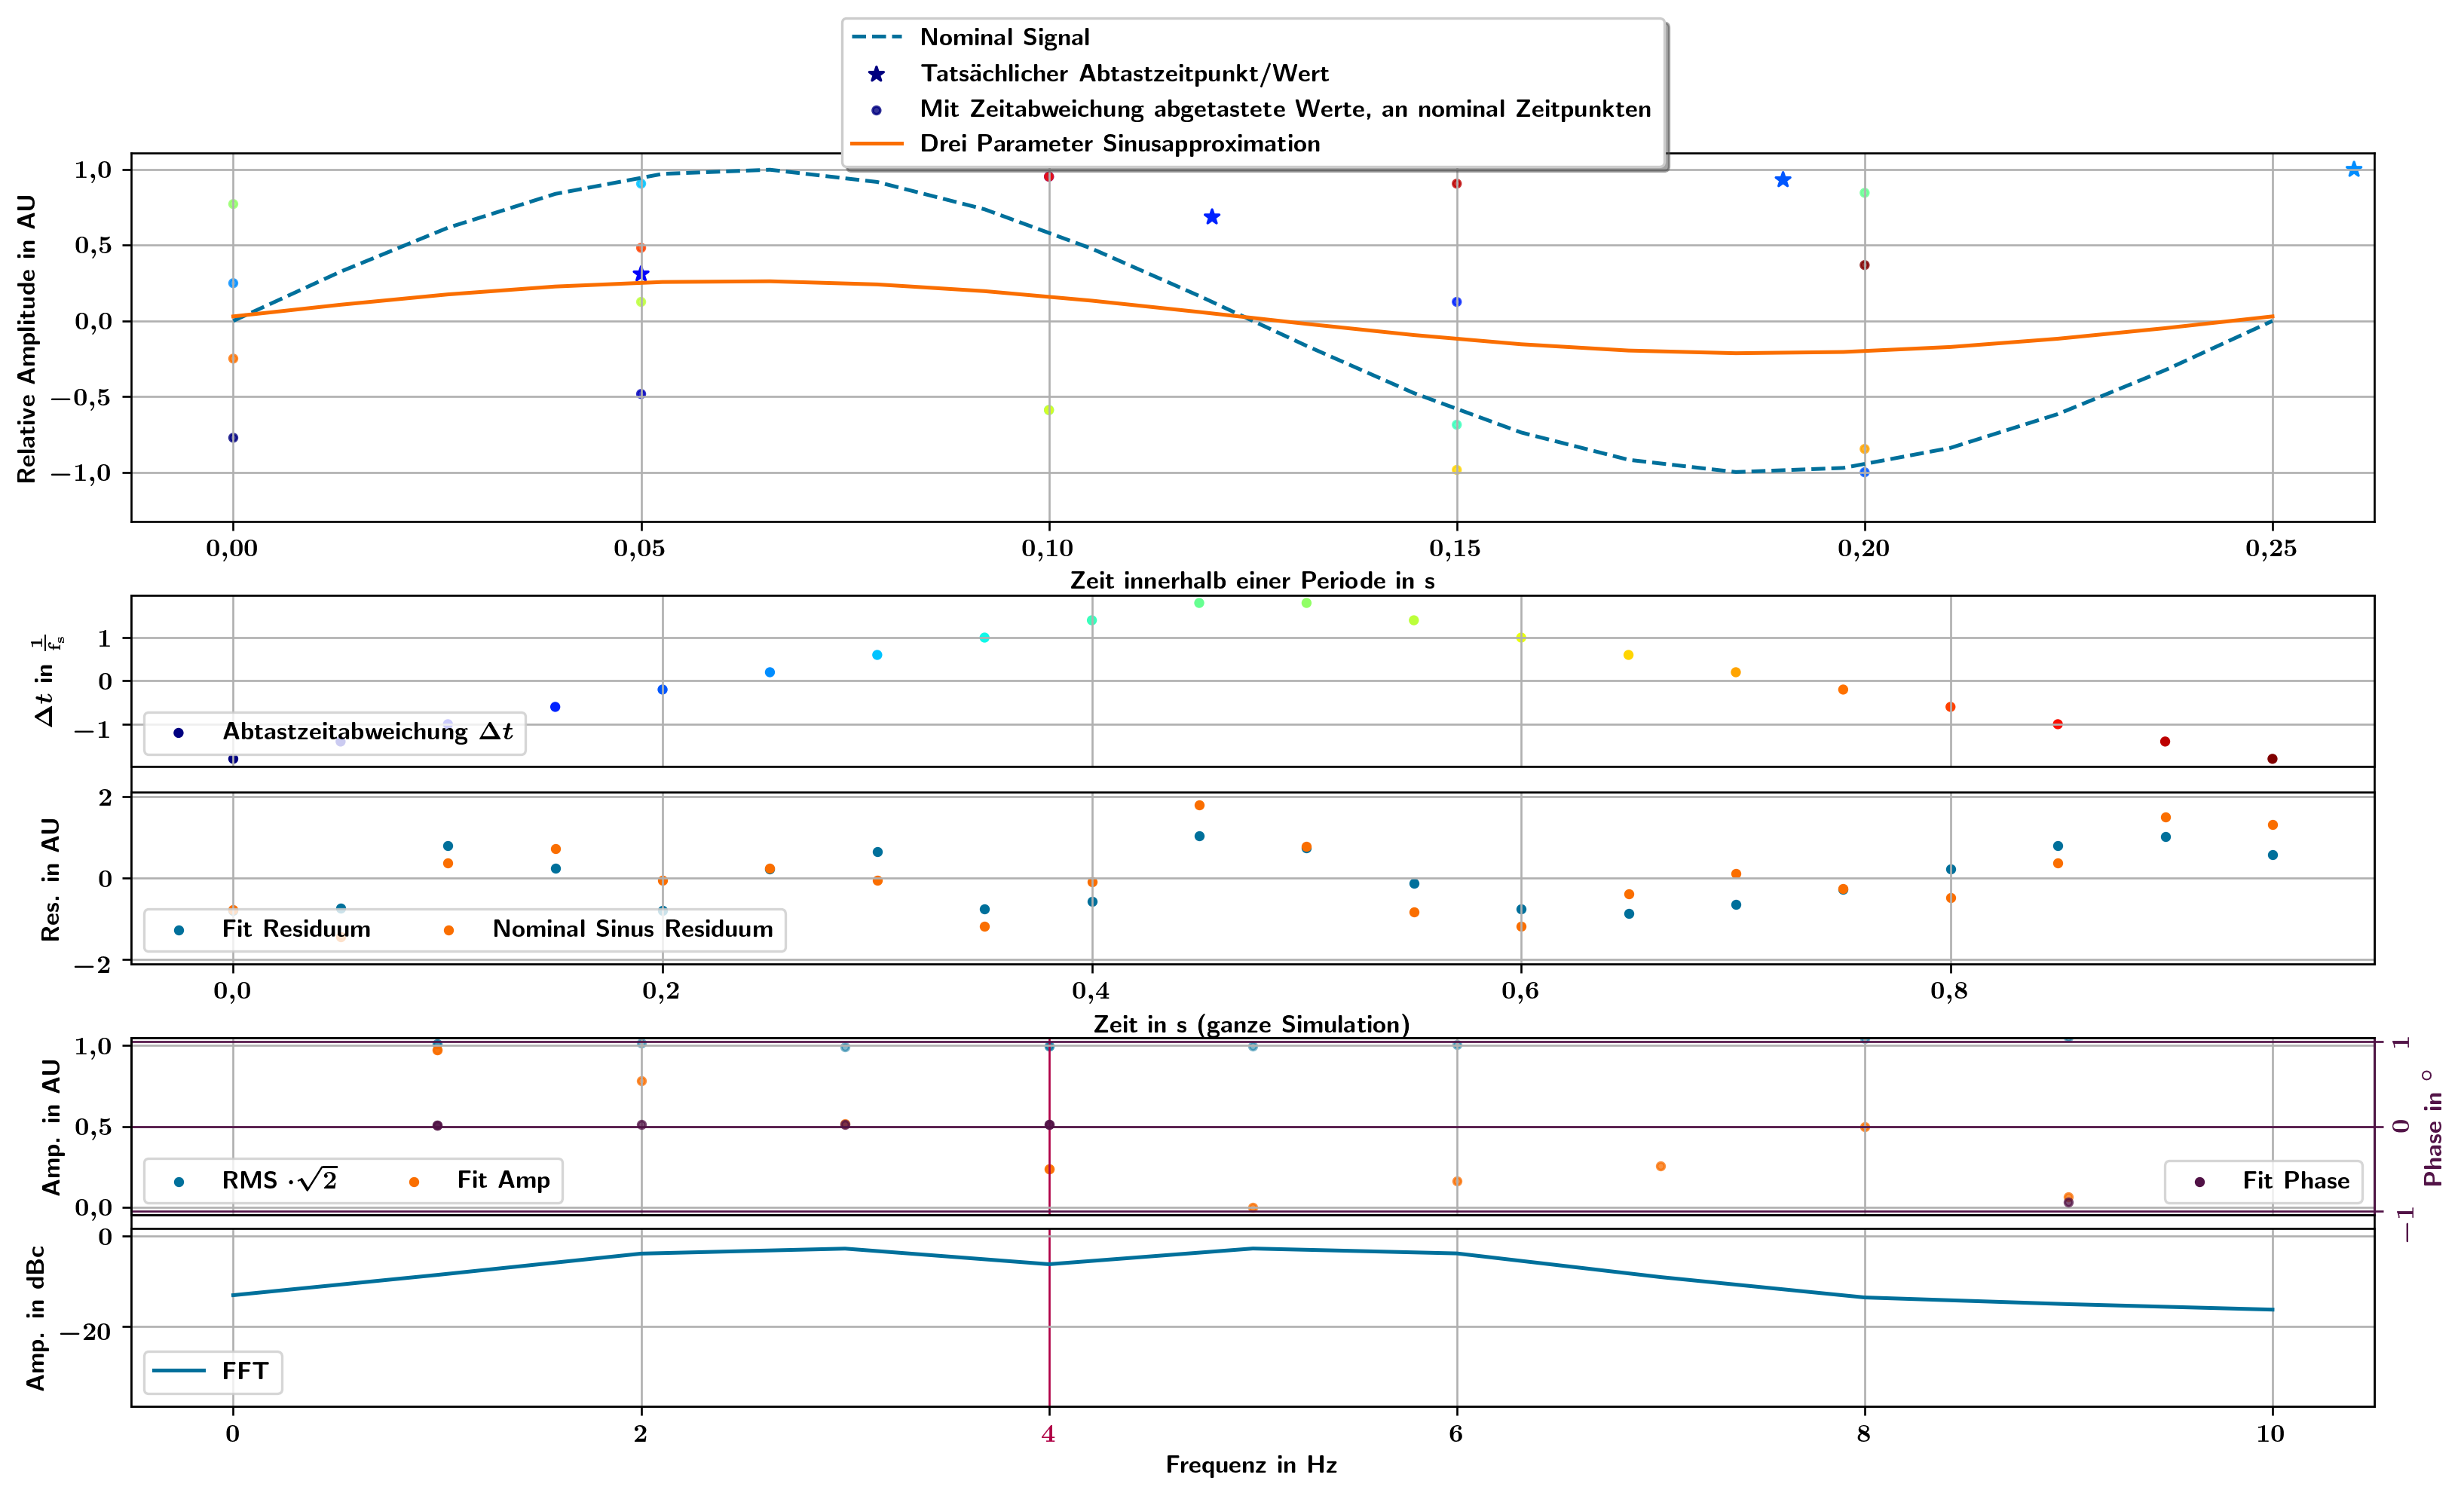 Nominal Signal
Tatsächlicher Abtastzeitpunkt/Wert
Mit Zeitabweichung abgetastete Werte, an nominal Zeitpunkten
Drei Parameter Sinusapproximation
Relative Amplitude in AU
1,0
0,5
0,0
−0,5
−1,0
0,00 0,05 0,10 0,15 0,20 0,25
Zeit innerhalb einer Periode in s
Δt in 1/fs
1
0
−1
Abtastzeitabweichung Δt
Res. in AU
2
0
−2
Fit Residuum Nominal Sinus Residuum
0,0 0,2 0,4 0,6 0,8
Zeit in s (ganze Simulation)
Amp. in AU
1,0
0,5
0,0
RMS ·√2 Fit Amp
Fit Phase
1
0
−1
Phase in °
Amp. in dBc
0
−20
FFT
0 2 4 6 8 10
Frequenz in Hz